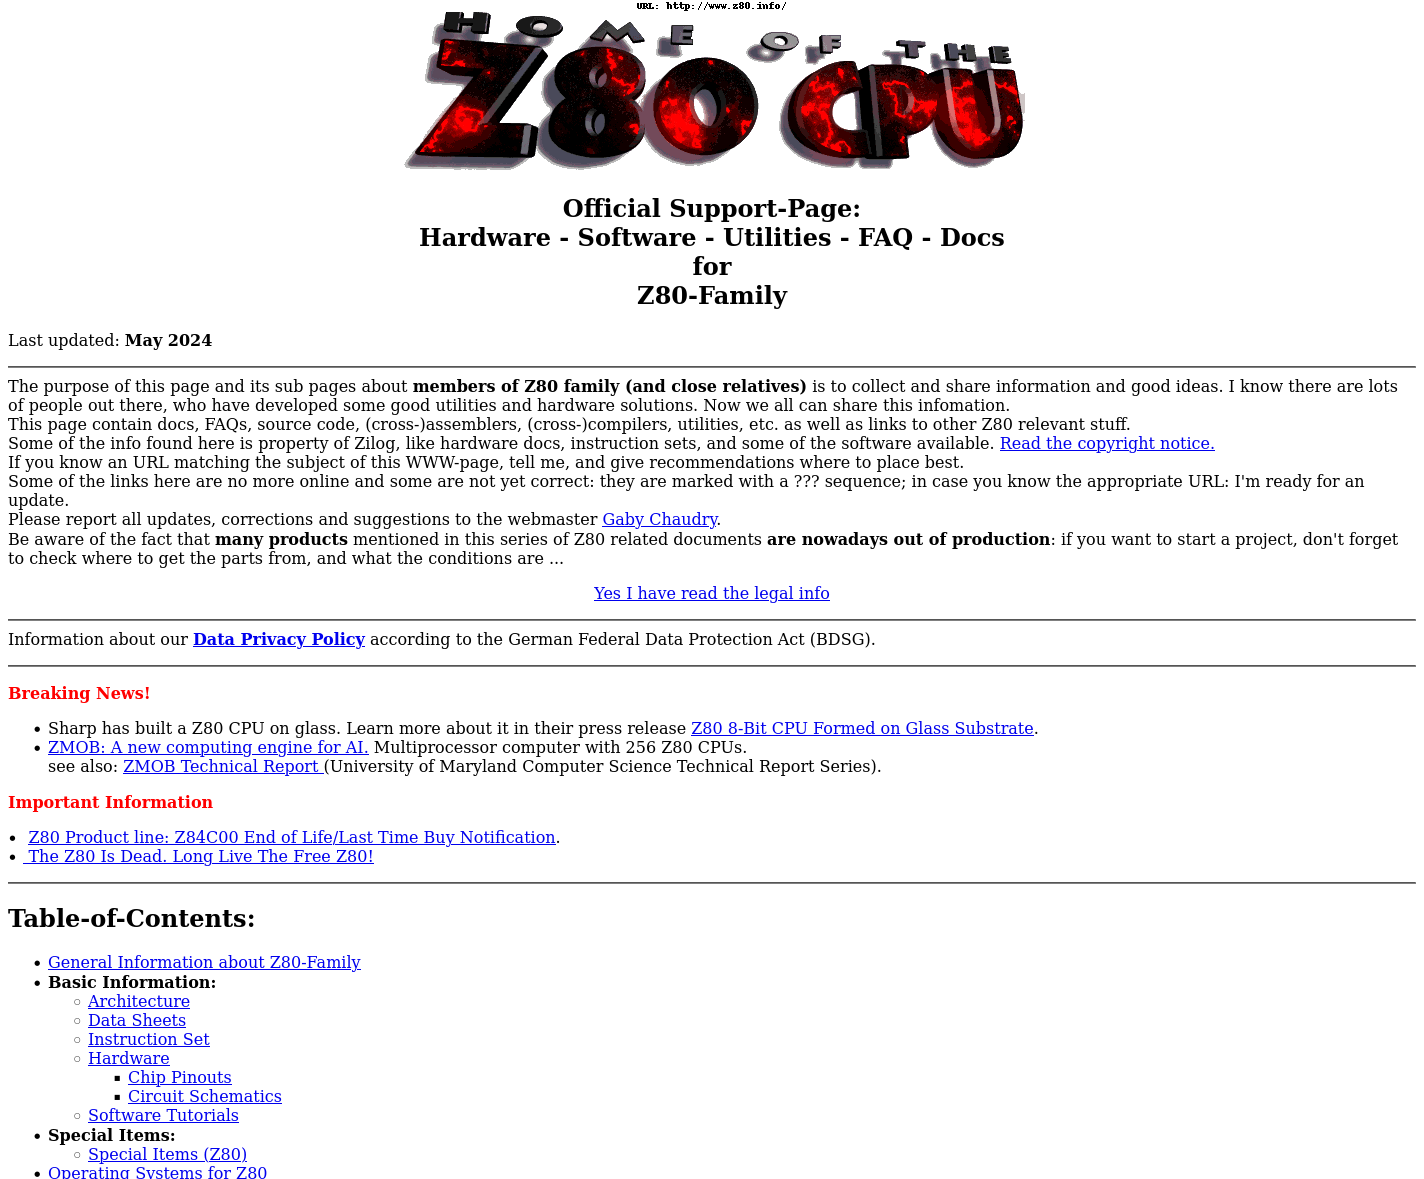 URL: http://www.z80.info/
HOME OF THE
Z80 CPU
Official Support-Page:
Hardware - Software - Utilities - FAQ - Docs
for
Z80-Family
Last updated: May 2024
The purpose of this page and its sub pages about members of Z80 family (and close relatives) is to collect and share information and good ideas. I know there are lots
of people out there, who have developed some good utilities and hardware solutions. Now we all can share this infomation.
This page contain docs, FAQs, source code, (cross-)assemblers, (cross-)compilers, utilities, etc. as well as links to other Z80 relevant stuff.
Some of the info found here is property of Zilog, like hardware docs, instruction sets, and some of the software available. Read the copyright notice.
If you know an URL matching the subject of this WWW-page, tell me, and give recommendations where to place best.
Some of the links here are no more online and some are not yet correct: they are marked with a ??? sequence; in case you know the appropriate URL: I'm ready for an
update.
Please report all updates, corrections and suggestions to the webmaster Gaby Chaudry.
Be aware of the fact that many products mentioned in this series of Z80 related documents are nowadays out of production: if you want to start a project, don't forget
to check where to get the parts from, and what the conditions are ...
Yes I have read the legal info
Information about our Data Privacy Policy according to the German Federal Data Protection Act (BDSG).
Breaking News!
• Sharp has built a Z80 CPU on glass. Learn more about it in their press release Z80 8-Bit CPU Formed on Glass Substrate.
• ZMOB: A new computing engine for AI. Multiprocessor computer with 256 Z80 CPUs.
see also: ZMOB Technical Report (University of Maryland Computer Science Technical Report Series).
Important Information
• Z80 Product line: Z84C00 End of Life/Last Time Buy Notification.
• The Z80 Is Dead. Long Live The Free Z80!
Table-of-Contents:
• General Information about Z80-Family
• Basic Information:
○ Architecture
○ Data Sheets
○ Instruction Set
○ Hardware
▪ Chip Pinouts
▪ Circuit Schematics
○ Software Tutorials
• Special Items:
○ Special Items (Z80)
• Operating Systems for Z80